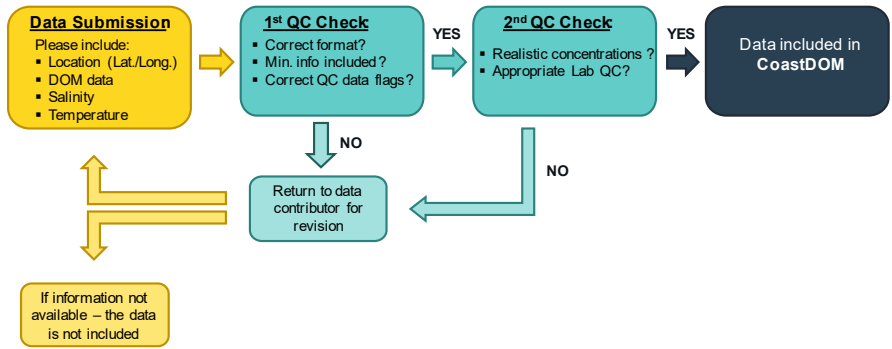 Data Submission
Please include:
▪ Location (Lat./Long.)
▪ DOM data
▪ Salinity
▪ Temperature
1st QC Check:
▪ Correct format?
▪ Min. info included?
▪ Correct QC data flags?
YES
2nd QC Check:
▪ Realistic concentrations?
▪ Appropriate Lab QC?
YES
Data included in
CoastDOM
NO
NO
Return to data
contributor for
revision
If information not
available – the data
is not included